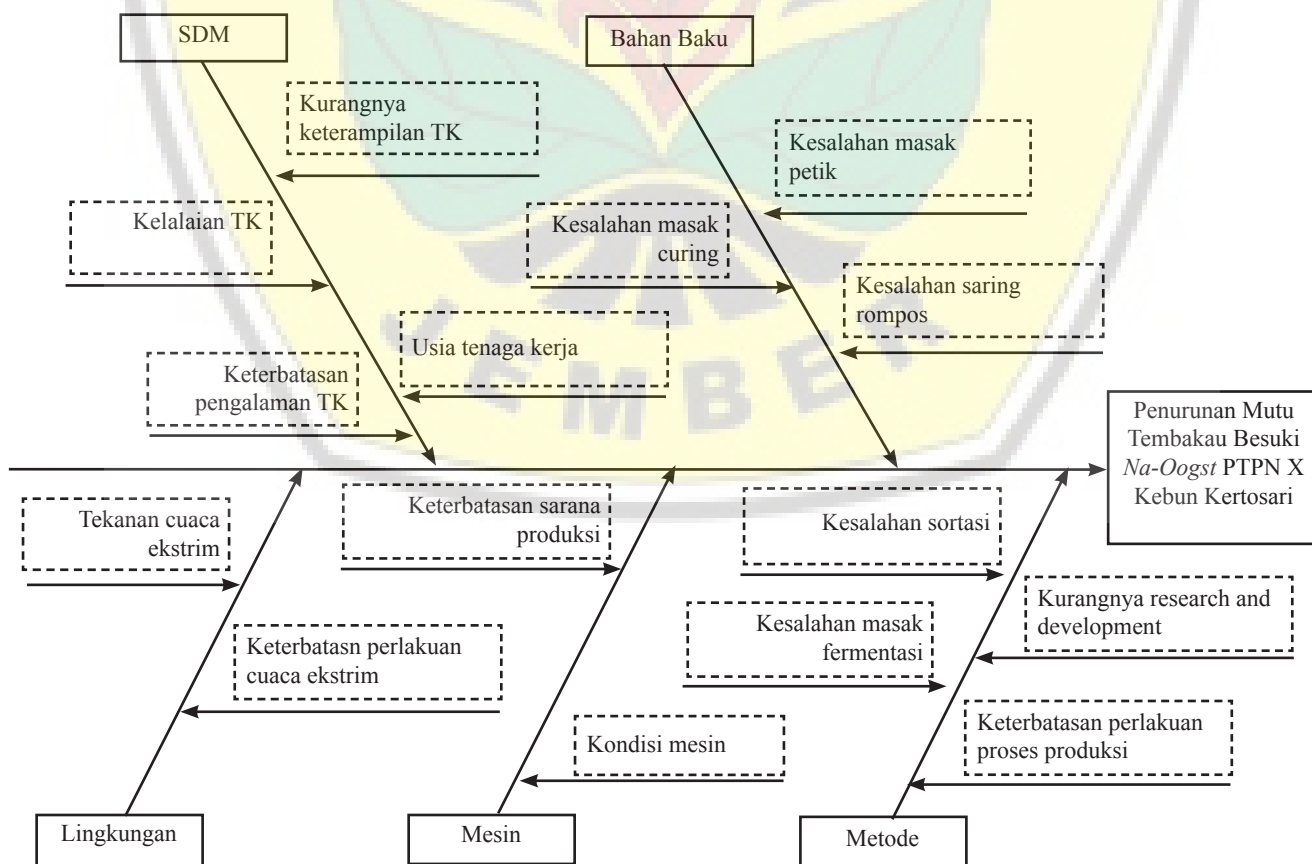 SDM
Bahan Baku
Kurangnya
keterampilan TK
Kesalahan masak
petik
Kelalaian TK
Kesalahan masak
curing
Kesalahan saring
rompos
Usia tenaga kerja
Keterbatasan
pengalaman TK
JEMBER
Penurunan Mutu
Tembakau Besuki
Na-Oogst PTPN X
Kebun Kertosari
Tekanan cuaca
ekstrim
Keterbatasan sarana
produksi
Kesalahan sortasi
Kurangnya research and
development
Keterbatasn perlakuan
cuaca ekstrim
Kesalahan masak
fermentasi
Kondisi mesin
Keterbatasan perlakuan
proses produksi
Lingkungan
Mesin
Metode